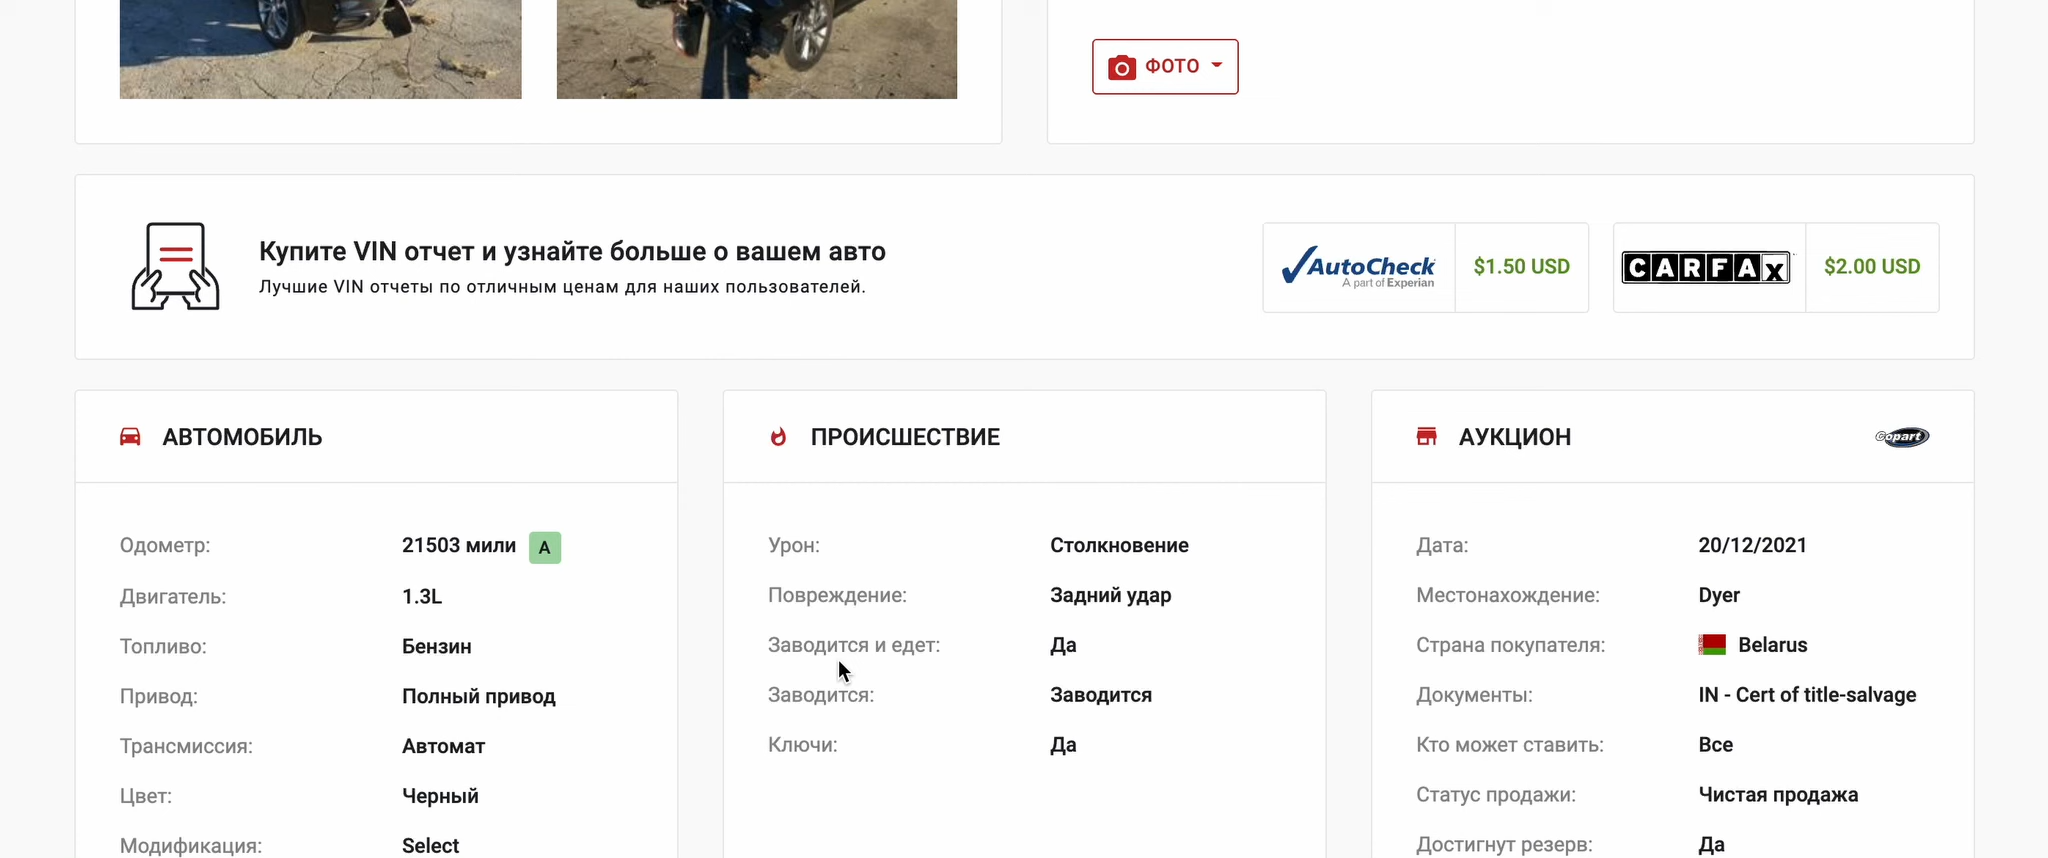 ФОТО
Купите VIN отчет и узнайте больше о вашем авто
Лучшие VIN отчеты по отличным ценам для наших пользователей.
AutoCheck
A part of Experian
$1.50 USD
CARFAX
$2.00 USD
АВТОМОБИЛЬ
Одометр: 21503 мили A
Двигатель: 1.3L
Топливо: Бензин
Привод: Полный привод
Трансмиссия: Автомат
Цвет: Черный
Модификация: Select
ПРОИСШЕСТВИЕ
Урон: Столкновение
Повреждение: Задний удар
Заводится и едет: Да
Заводится: Заводится
Ключи: Да
АУКЦИОН
Copart
Дата: 20/12/2021
Местонахождение: Dyer
Страна покупателя: Belarus
Документы: IN - Cert of title-salvage
Кто может ставить: Все
Статус продажи: Чистая продажа
Достигнут резерв: Да